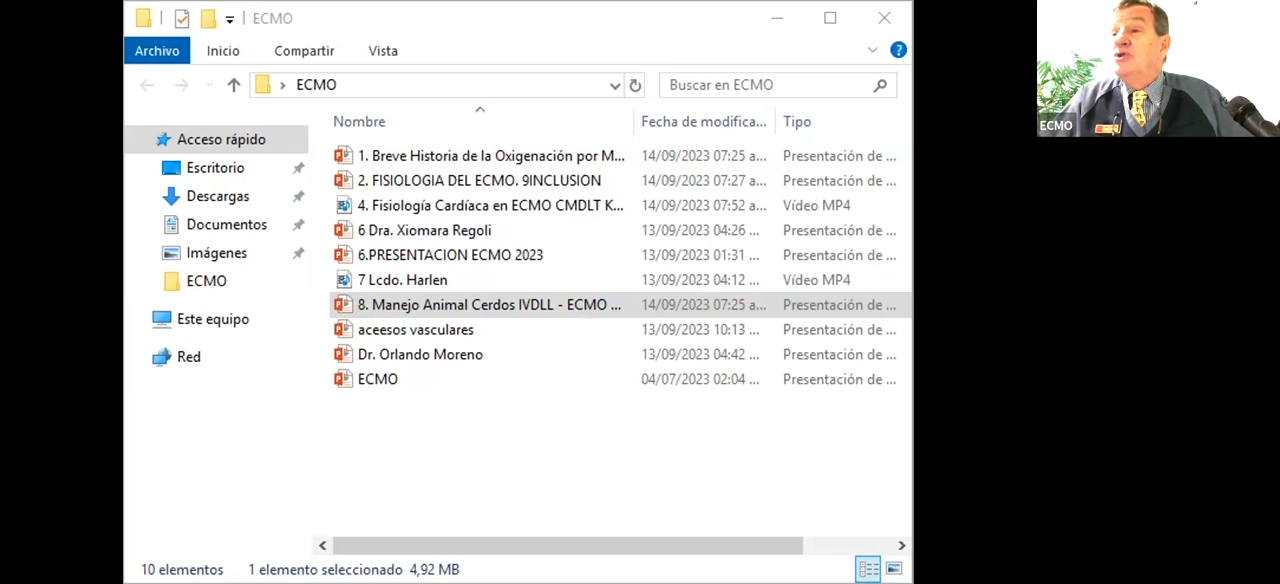 ECMO
Archivo Inicio Compartir Vista
ECMO Buscar en ECMO
Nombre Fecha de modifica... Tipo
Acceso rápido
Escritorio
Descargas
Documentos
Imágenes
ECMO
Este equipo
Red
1. Breve Historia de la Oxigenación por M... 14/09/2023 07:25 a... Presentación de ...
2. FISIOLOGIA DEL ECMO. 9INCLUSION 14/09/2023 07:27 a... Presentación de ...
4. Fisiología Cardíaca en ECMO CMDLT K... 14/09/2023 07:52 a... Vídeo MP4
6 Dra. Xiomara Regoli 13/09/2023 04:26 ... Presentación de ...
6.PRESENTACION ECMO 2023 13/09/2023 01:31 ... Presentación de ...
7 Lcdo. Harlen 13/09/2023 04:12 ... Vídeo MP4
8. Manejo Animal Cerdos IVDLL - ECMO ... 14/09/2023 07:25 a... Presentación de ...
aceesos vasculares 13/09/2023 10:13 ... Presentación de ...
Dr. Orlando Moreno 13/09/2023 04:42 ... Presentación de ...
ECMO 04/07/2023 02:04 ... Presentación de ...
10 elementos 1 elemento seleccionado 4,92 MB
ECMO